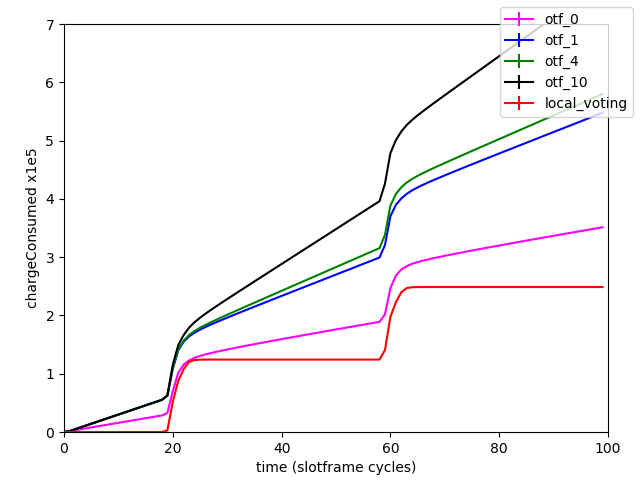 otf_0
otf_1
otf_4
otf_10
local_voting
7
6
5
4
3
2
1
0
chargeConsumed x1e5
0 20 40 60 80 100
time (slotframe cycles)